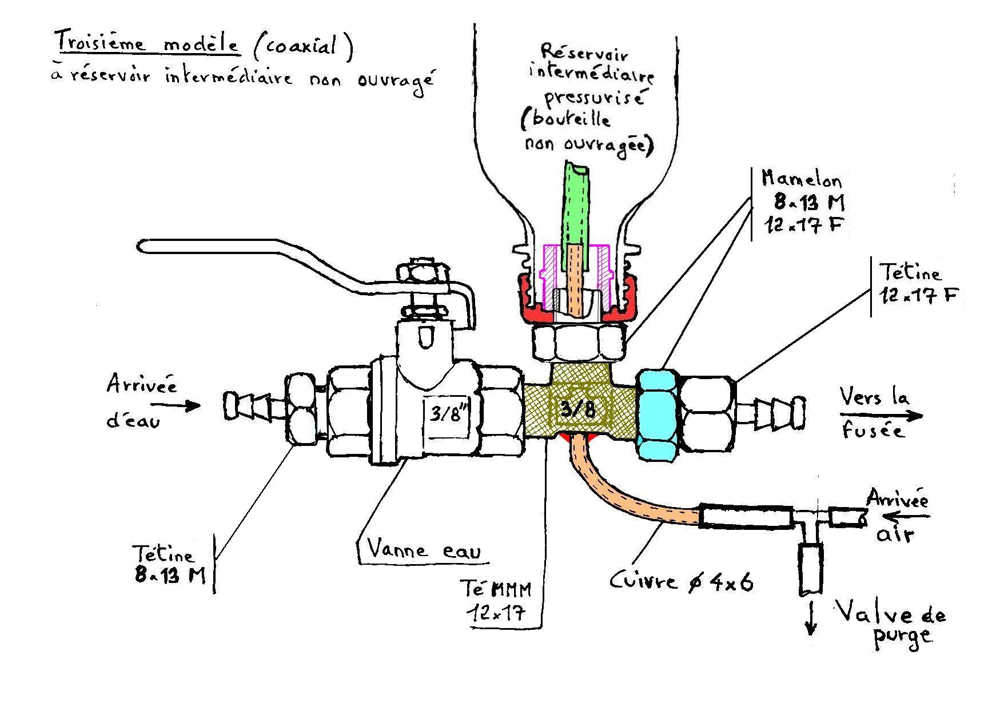 Troisième modèle (coaxial)
à réservoir intermédiaire non ouvragé
Réservoir
intermédiaire
pressurisé
(bouteille
non ouvragée)
Mamelon
8x13 M
12x17 F
Tétine
12x17 F
Arrivée
d'eau
3/8"
3/8
Vers la
fusée
Arrivée
air
Tétine
8x13 M
Vanne eau
Té MMM
12x17
Cuivre ø 4x6
Valve de
purge